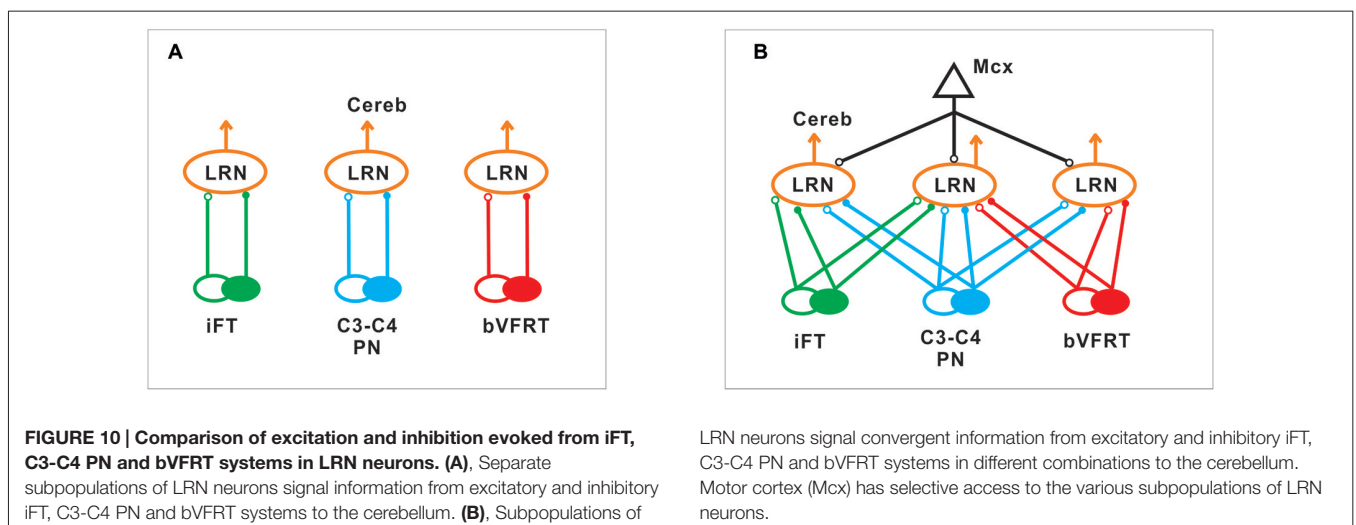 A
Cereb
LRN
LRN
LRN
iFT
C3-C4
PN
bVFRT
B
Mcx
Cereb
LRN
LRN
LRN
iFT
C3-C4
PN
bVFRT
FIGURE 10 | Comparison of excitation and inhibition evoked from iFT,
C3-C4 PN and bVFRT systems in LRN neurons. (A), Separate
subpopulations of LRN neurons signal information from excitatory and inhibitory
iFT, C3-C4 PN and bVFRT systems to the cerebellum. (B), Subpopulations of
LRN neurons signal convergent information from excitatory and inhibitory iFT,
C3-C4 PN and bVFRT systems in different combinations to the cerebellum.
Motor cortex (Mcx) has selective access to the various subpopulations of LRN
neurons.